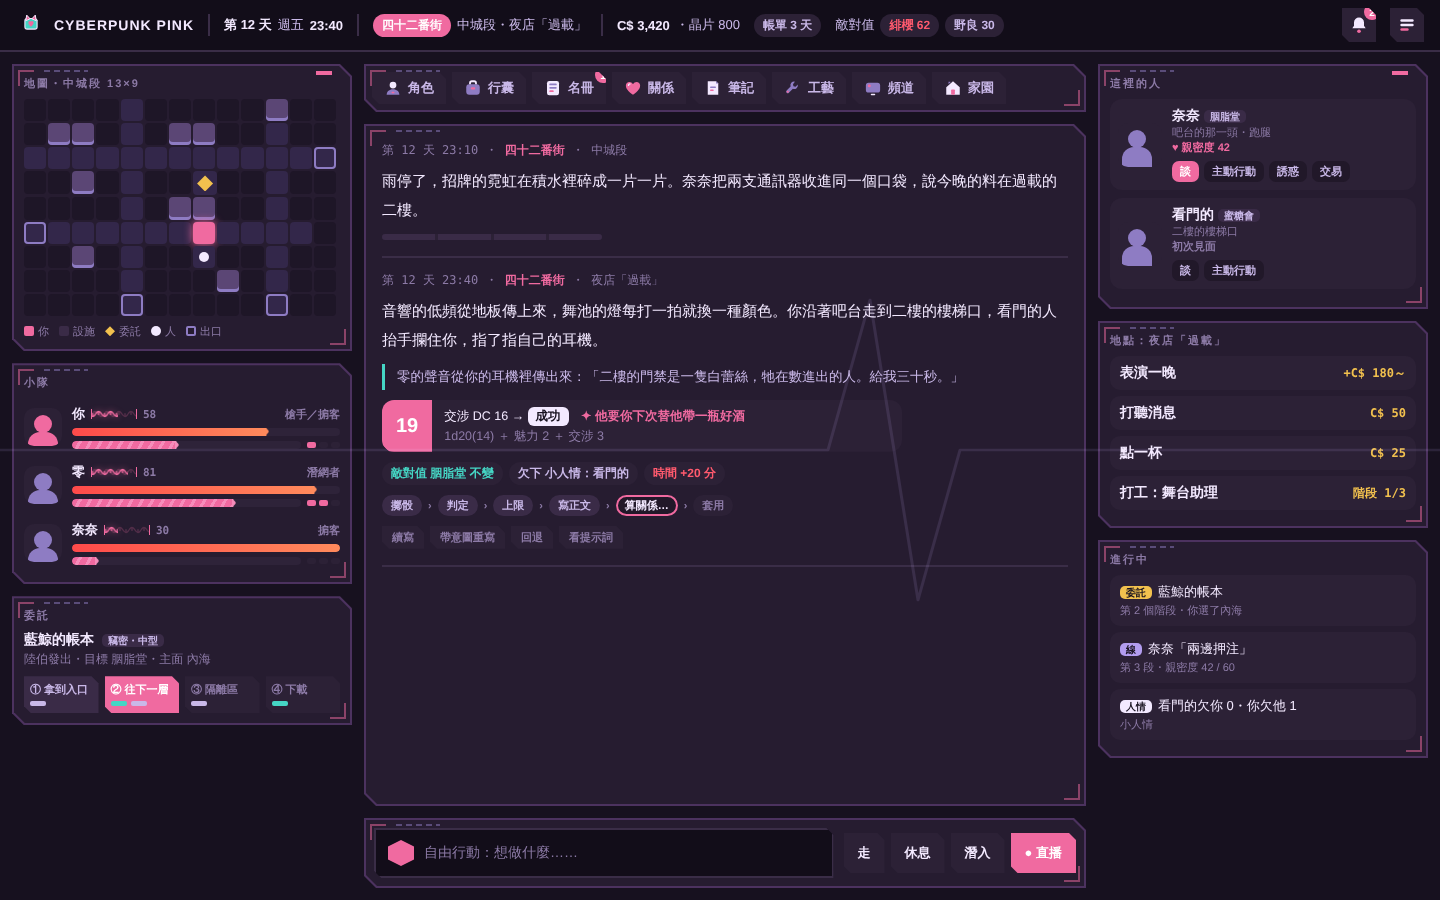 CYBERPUNK PINK
第 12 天 週五 23:40
四十二番街 中城段・夜店「過載」
C$ 3,420 ・晶片 800 帳單 3 天 敵對值 緋櫻 62 野良 30
地圖・中城段 13×9
你 設施 委託 人 出口
小隊
你 58 槍手／掮客
零 81 潛網者
奈奈 30 掮客
委託
藍鯨的帳本 竊密・中型
陸伯發出・目標 胭脂堂・主面 內海
① 拿到入口 ② 往下一層 ③ 隔離區 ④ 下載
角色 行囊 名冊 關係 筆記 工藝 頻道 家園
第 12 天 23:10 ・ 四十二番街 ・ 中城段
雨停了，招牌的霓虹在積水裡碎成一片一片。奈奈把兩支通訊器收進同一個口袋，說今晚的料在過載的
二樓。
第 12 天 23:40 ・ 四十二番街 ・ 夜店「過載」
音響的低頻從地板傳上來，舞池的燈每打一拍就換一種顏色。你沿著吧台走到二樓的樓梯口，看門的人
抬手攔住你，指了指自己的耳機。
零的聲音從你的耳機裡傳出來：「二樓的門禁是一隻白蕾絲，牠在數進出的人。給我三十秒。」
19
交涉 DC 16 → 成功 ✦ 他要你下次替他帶一瓶好酒
1d20(14) ＋ 魅力 2 ＋ 交涉 3
敵對值 胭脂堂 不變 欠下 小人情：看門的 時間 +20 分
擲骰 › 判定 › 上限 › 寫正文 › 算關係… › 套用
續寫 帶意圖重寫 回退 看提示詞
自由行動：想做什麼……
走 休息 潛入 ● 直播
這裡的人
奈奈 胭脂堂
吧台的那一頭・跑腿
♥ 親密度 42
談 主動行動 誘惑 交易
看門的 蜜糖會
二樓的樓梯口
初次見面
談 主動行動
地點：夜店「過載」
表演一晚 +C$ 180～
打聽消息 C$ 50
點一杯 C$ 25
打工：舞台助理 階段 1/3
進行中
委託 藍鯨的帳本
第 2 個階段・你選了內海
線 奈奈「兩邊押注」
第 3 段・親密度 42 / 60
人情 看門的欠你 0・你欠他 1
小人情